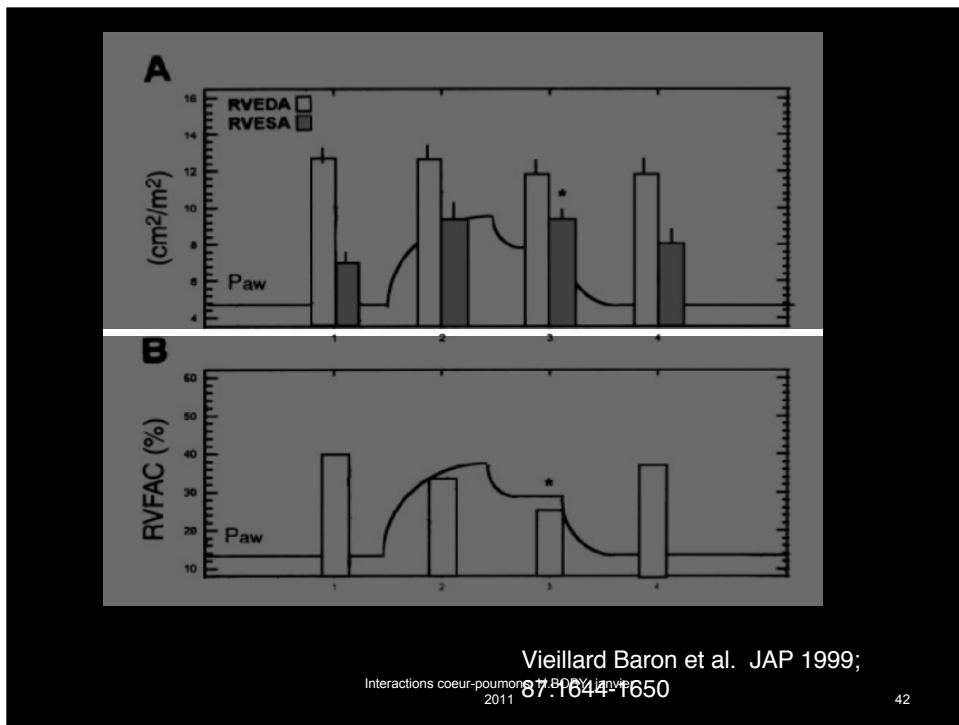 A
16
14
12
10
8
6
4
RVEDA
RVESA
(cm2/m2)
*
Paw
1 2 3 4
B
60
50
40
30
20
10
RVFAC (%)
*
Paw
1 2 3 4
Vieillard Baron et al. JAP 1999;
87:1644-1650
Interactions coeur-poumons, janvier
2011
42